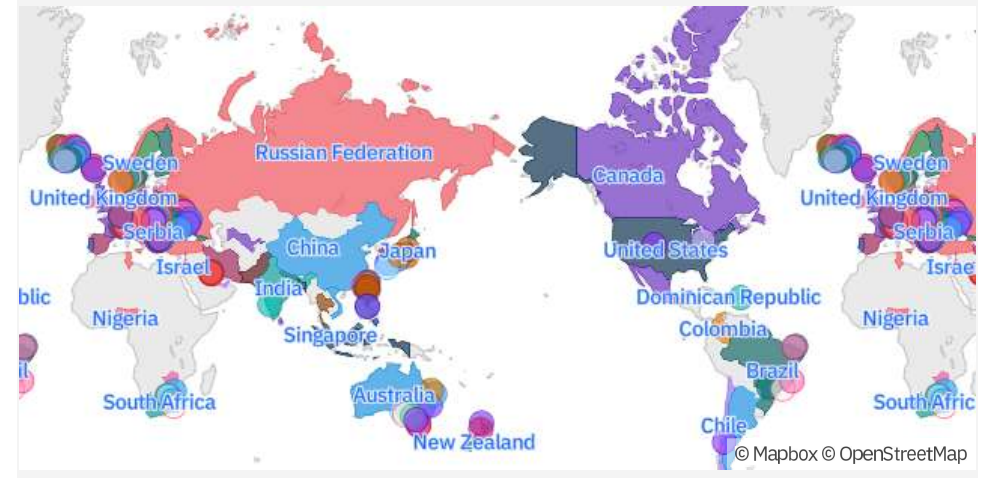 Sweden
Russian Federation
Canada
Sweden
United Kingdom
United Kingdom
Serbia
China
Japan
United States
Serbia
Israel
Israe
India
blic
Dominican Republic
Nigeria
Singapore
Colombia
Nigeria
il
Brazil
South Africa
Australia
South Afric
Chile
New Zealand
© Mapbox © OpenStreetMap